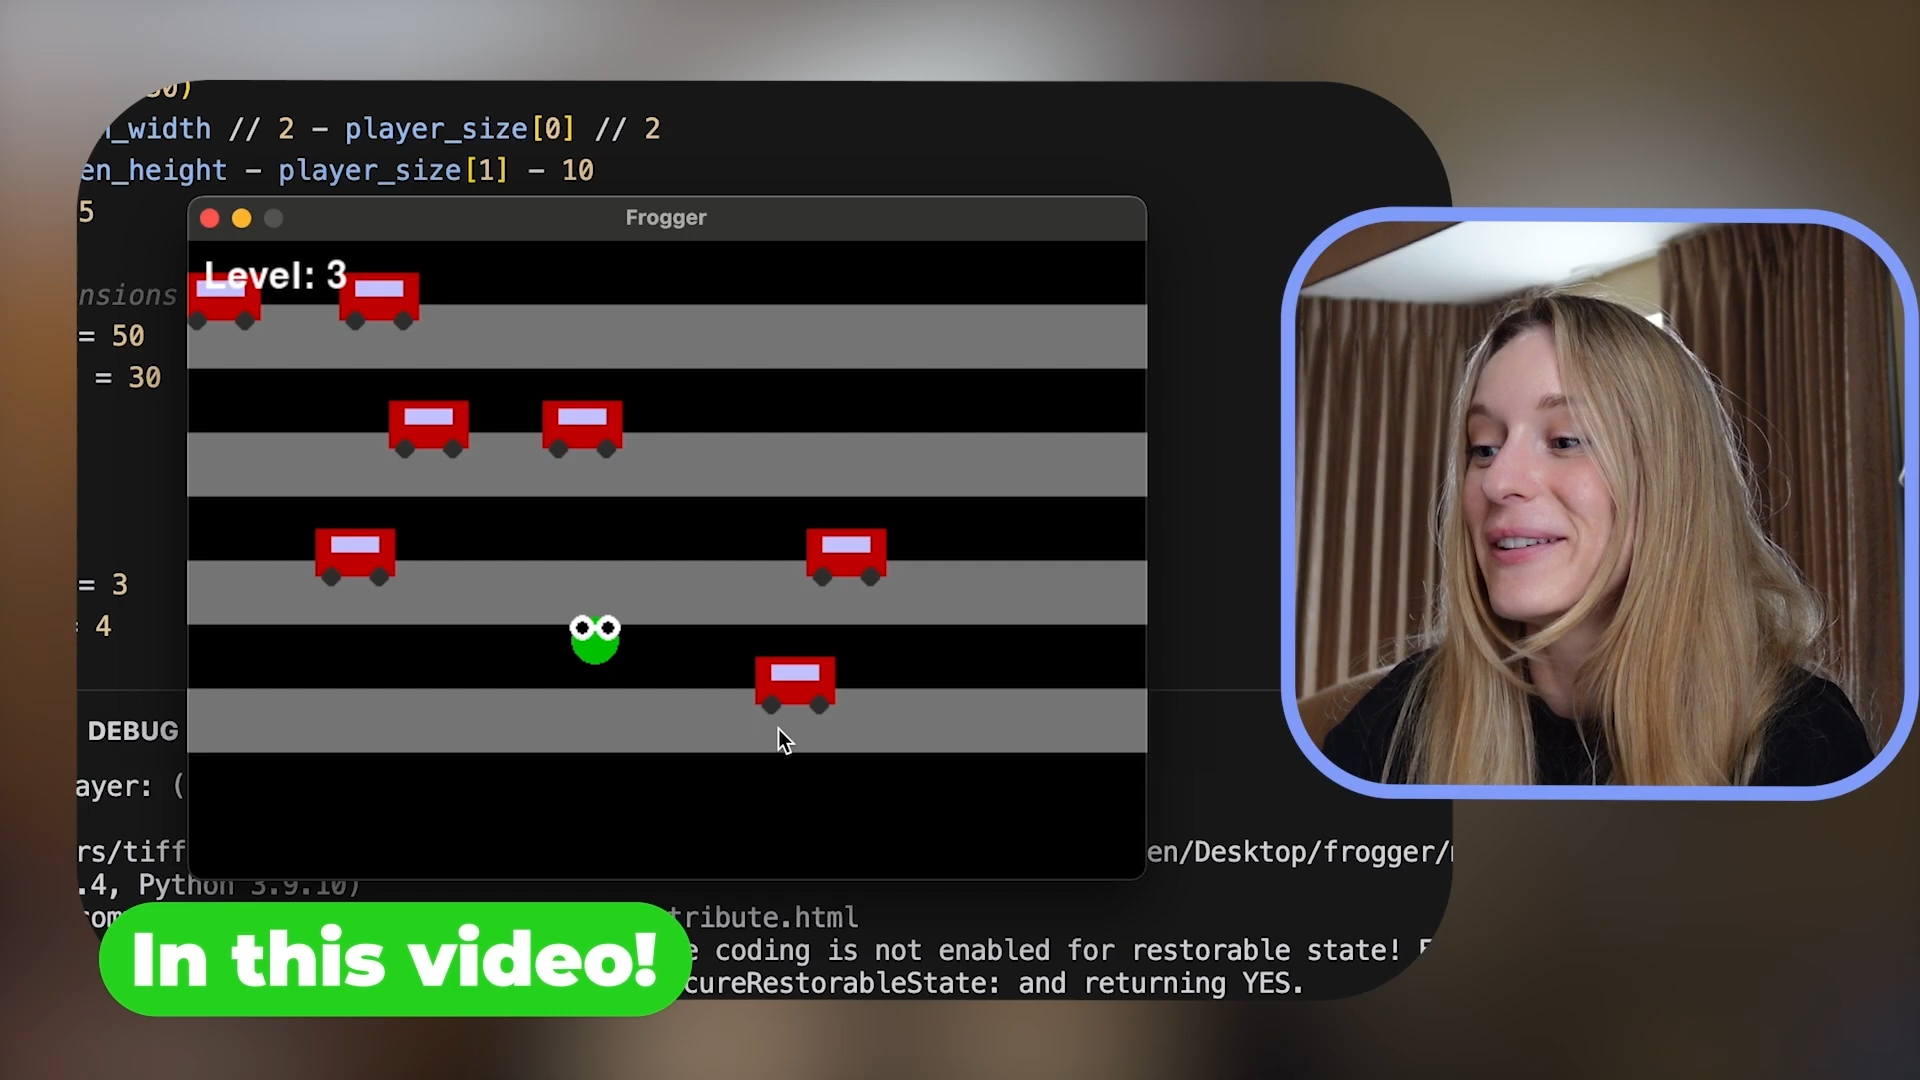 30)
_width // 2 – player_size[0] // 2
en_height – player_size[1] – 10
5
Frogger
Level: 3
nsions
= 50
= 30
= 3
: 4
DEBUG
ayer: (
rs/tiff
en/Desktop/frogger/
.4, Python 3.9.10)
com
tribute.html
e coding is not enabled for restorable state! E
cureRestorableState: and returning YES.
In this video!